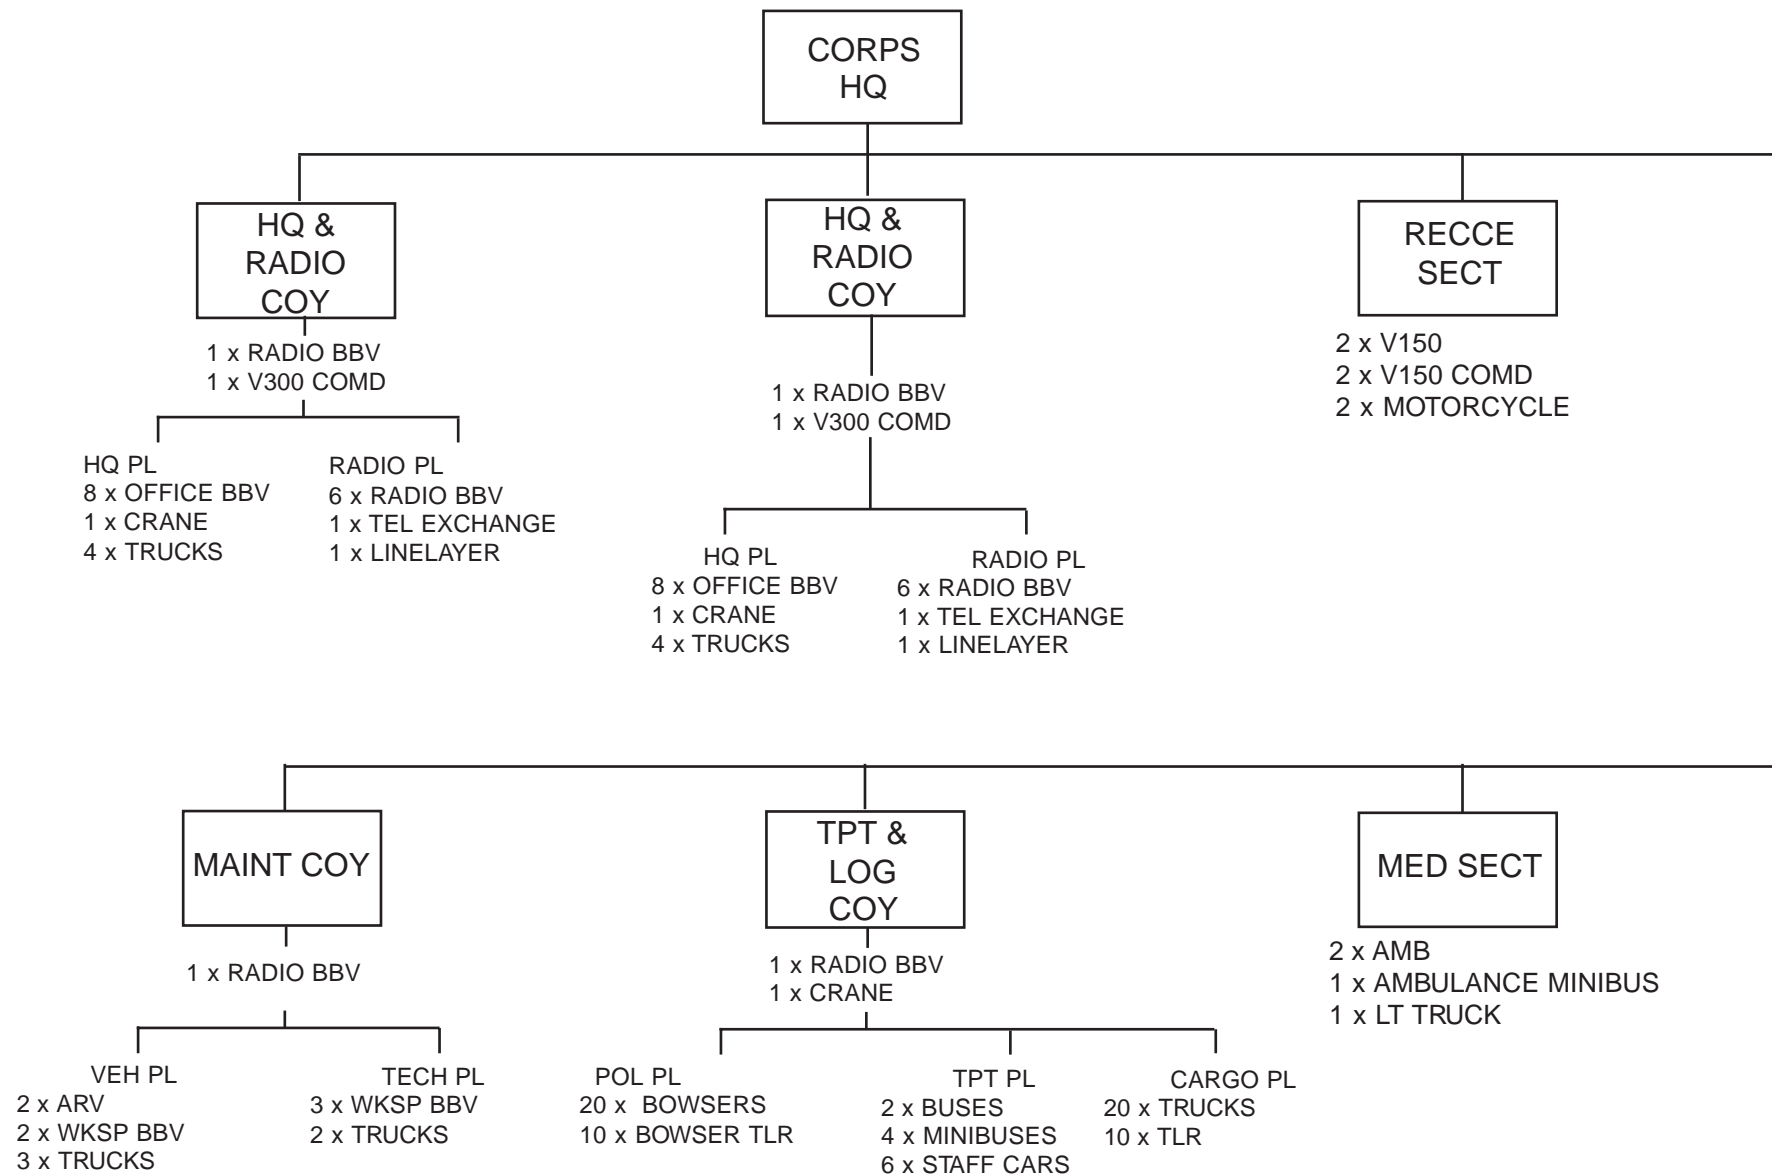 CORPS
HQ
HQ &
RADIO
COY
1 x RADIO BBV
1 x V300 COMD
HQ PL
8 x OFFICE BBV
1 x CRANE
4 x TRUCKS
RADIO PL
6 x RADIO BBV
1 x TEL EXCHANGE
1 x LINELAYER
HQ &
RADIO
COY
1 x RADIO BBV
1 x V300 COMD
HQ PL
8 x OFFICE BBV
1 x CRANE
4 x TRUCKS
RADIO PL
6 x RADIO BBV
1 x TEL EXCHANGE
1 x LINELAYER
RECCE
SECT
2 x V150
2 x V150 COMD
2 x MOTORCYCLE
MAINT COY
1 x RADIO BBV
VEH PL
2 x ARV
2 x WKSP BBV
3 x TRUCKS
TECH PL
3 x WKSP BBV
2 x TRUCKS
TPT &
LOG
COY
1 x RADIO BBV
1 x CRANE
POL PL
20 x BOWSERS
10 x BOWSER TLR
TPT PL
2 x BUSES
4 x MINIBUSES
6 x STAFF CARS
CARGO PL
20 x TRUCKS
10 x TLR
MED SECT
2 x AMB
1 x AMBULANCE MINIBUS
1 x LT TRUCK